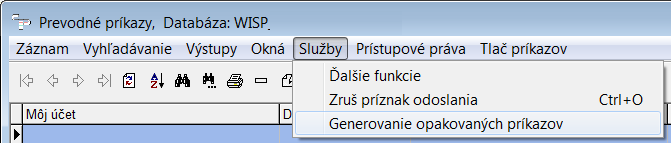 Prevodné príkazy,  Databáza: WISP_
Záznam Vyhľadávanie Výstupy Okná Služby Prístupové práva Tlač príkazov
Ďalšie funkcie
Zruš príznak odoslania Ctrl+O
Generovanie opakovaných príkazov
Môj účet